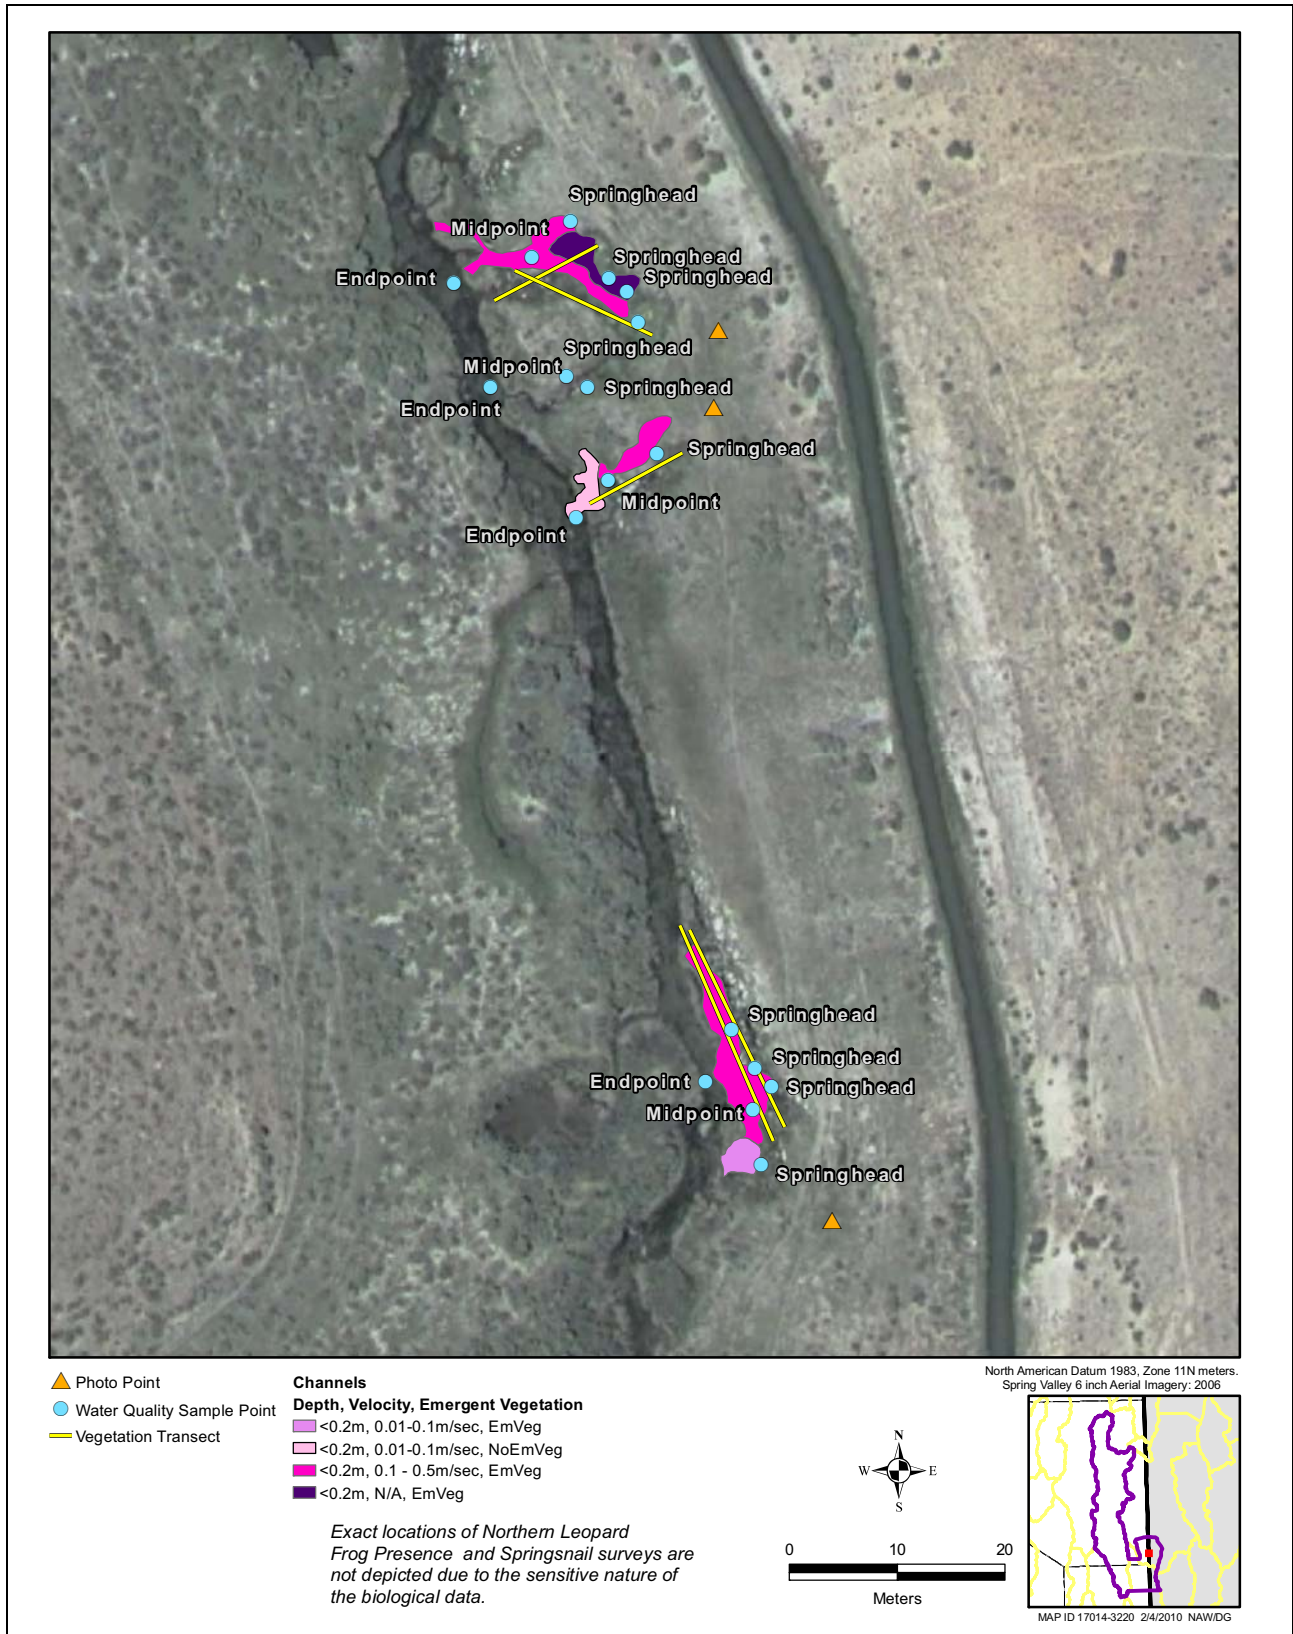 Springhead
Midpoint
Springhead
Springhead
Endpoint
Springhead
Midpoint
Springhead
Endpoint
Springhead
Midpoint
Endpoint
Springhead
Springhead
Endpoint
Springhead
Midpoint
Springhead
Photo Point
Water Quality Sample Point
Vegetation Transect
Channels
Depth, Velocity, Emergent Vegetation
<0.2m, 0.01-0.1m/sec, EmVeg
<0.2m, 0.01-0.1m/sec, NoEmVeg
<0.2m, 0.1 - 0.5m/sec, EmVeg
<0.2m, N/A, EmVeg
Exact locations of Northern Leopard
Frog Presence and Springsnail surveys are
not depicted due to the sensitive nature of
the biological data.
N
W E
S
0 10 20
Meters
North American Datum 1983, Zone 11N meters.
Spring Valley 6 inch Aerial Imagery: 2006
MAP ID 17014-3220 2/4/2010 NAW/DG